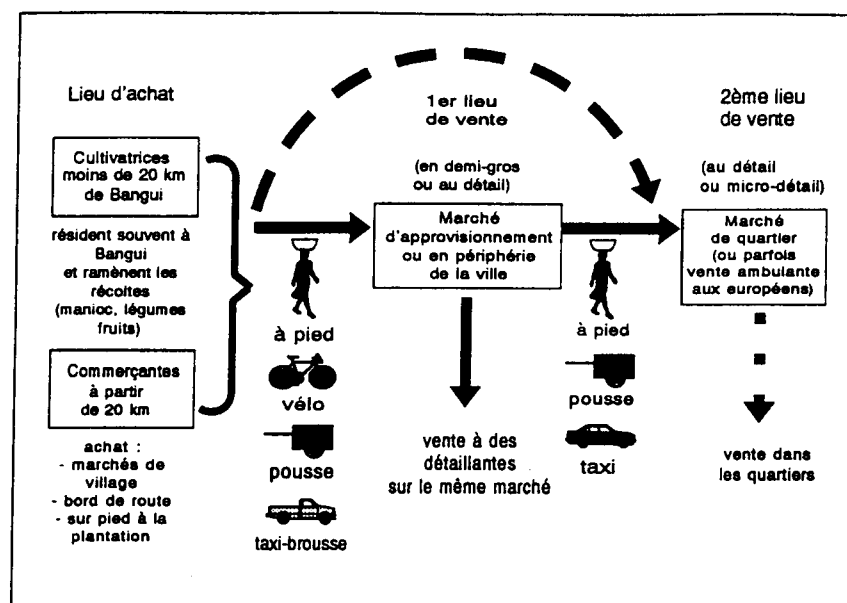 Lieu d'achat
Cultivatrices
moins de 20 km
de Bangui
résident souvent à
Bangui
et ramènent les
récoltes
(manioc, légumes
fruits)
Commerçantes
à partir
de 20 km
achat :
- marchés de
village
- bord de route
- sur pied à la
plantation
à pied
vélo
pousse
taxi-brousse
1er lieu
de vente
(en demi-gros
ou au détail)
Marché
d'approvisionnement
ou en périphérie
de la ville
vente à des
détaillantes
sur le même marché
à pied
pousse
taxi
2ème lieu
de vente
(au détail
ou micro-détail)
Marché
de quartier
(ou parfois
vente ambulante
aux européens)
vente dans
les quartiers